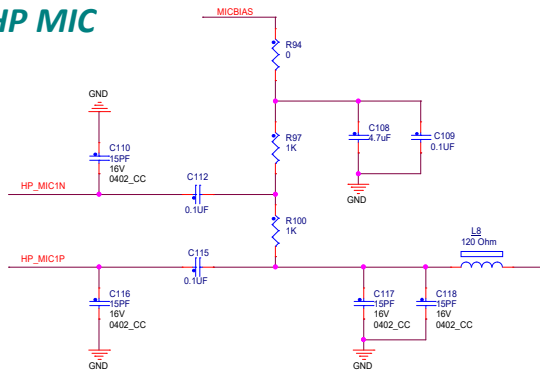 HP MIC
MICBIAS
R94
0
GND
C110
15PF
16V
0402_CC
R97
1K
C108
4.7uF
C109
0.1UF
GND
HP_MIC1N
C112
0.1UF
R100
1K
L8
120 Ohm
HP_MIC1P
C115
0.1UF
C116
15PF
16V
0402_CC
C117
15PF
16V
0402_CC
C118
15PF
16V
0402_CC
GND
GND